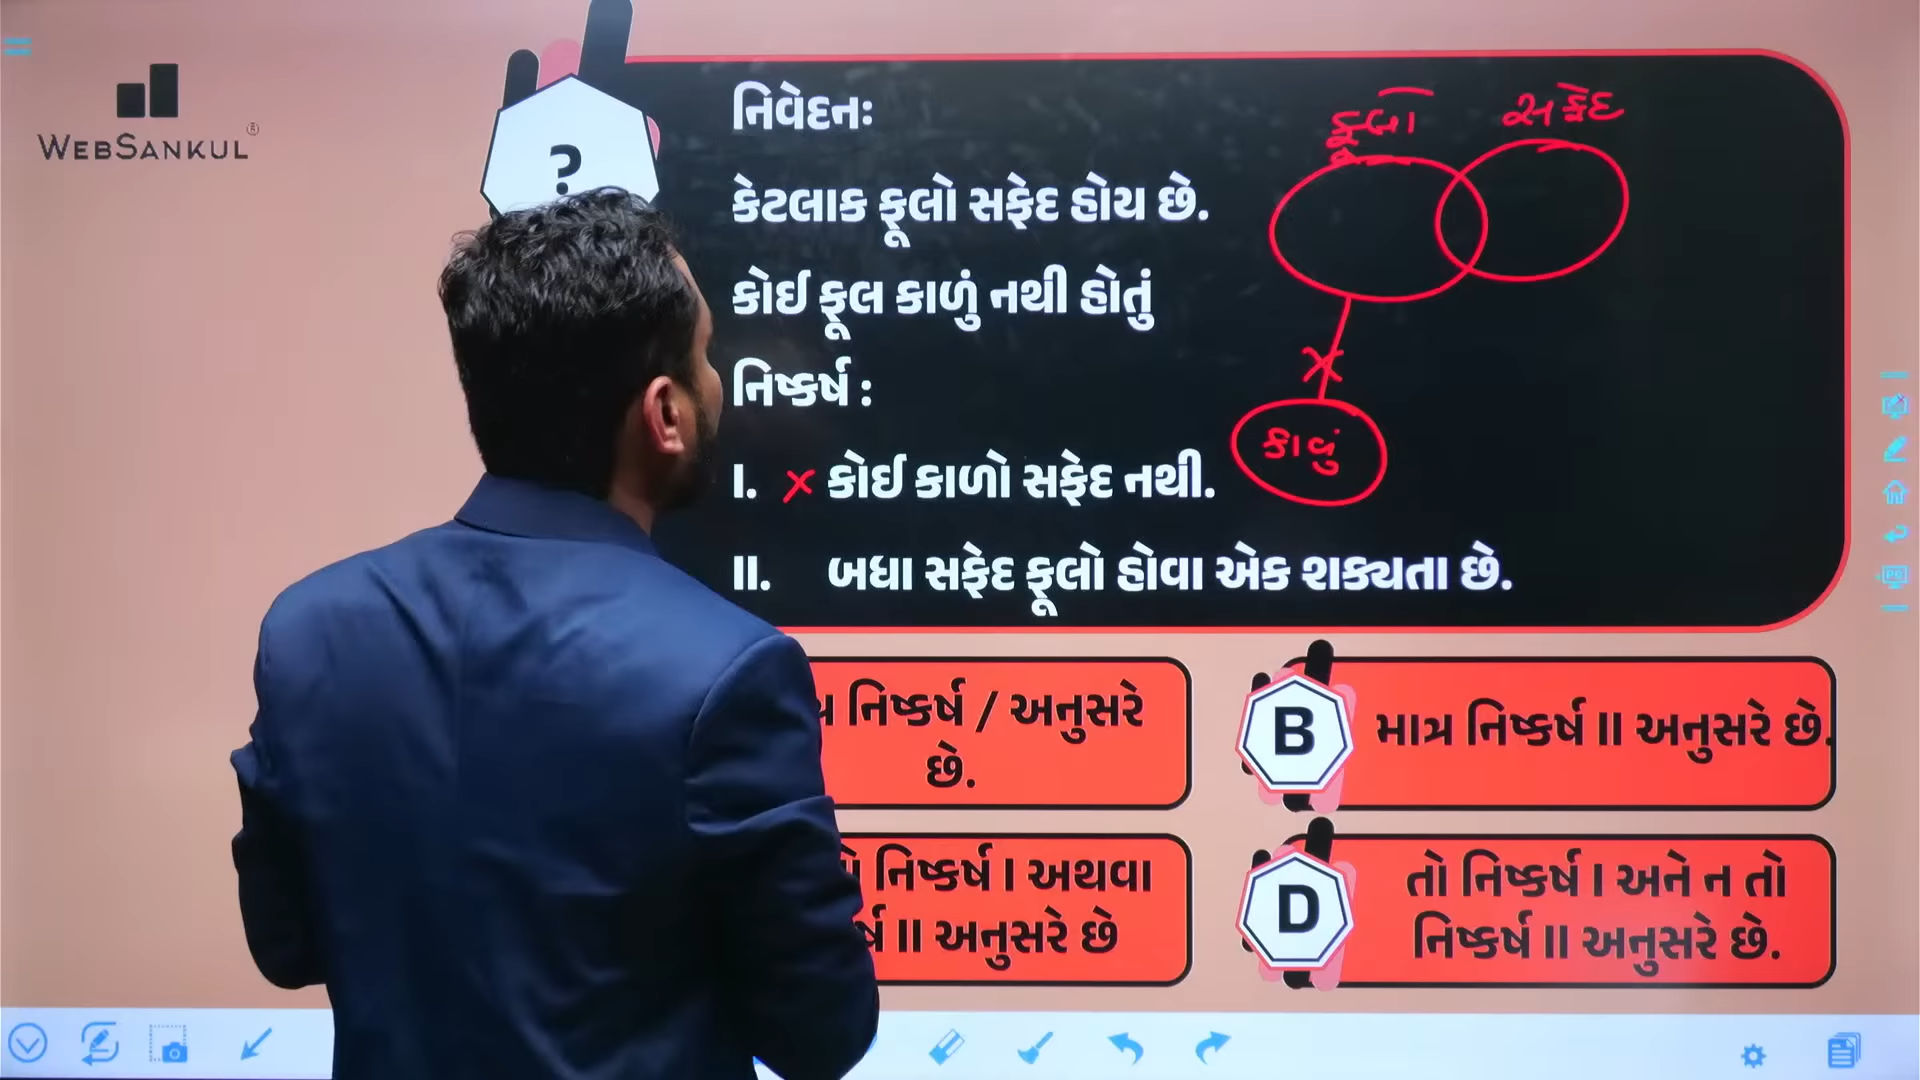 WEBSANKUL®
?
નિવેદનઃ
કેટલાક ફૂલો સફેદ હોય છે.
કોઈ ફૂલ કાળું નથી હોતું
નિષ્કર્ષ :
I. × કોઈ કાળો સફેદ નથી.
II. બધા સફેદ ફૂલો હોવા એક શક્યતા છે.
ફૂલો
સફેદ
×
કાળું
નિષ્કર્ષ / અનુસરે
છે.
B
માત્ર નિષ્કર્ષ II અનુસરે છે.
નિષ્કર્ષ I અથવા
II અનુસરે છે
D
તો નિષ્કર્ષ I અને ન તો
નિષ્કર્ષ II અનુસરે છે.